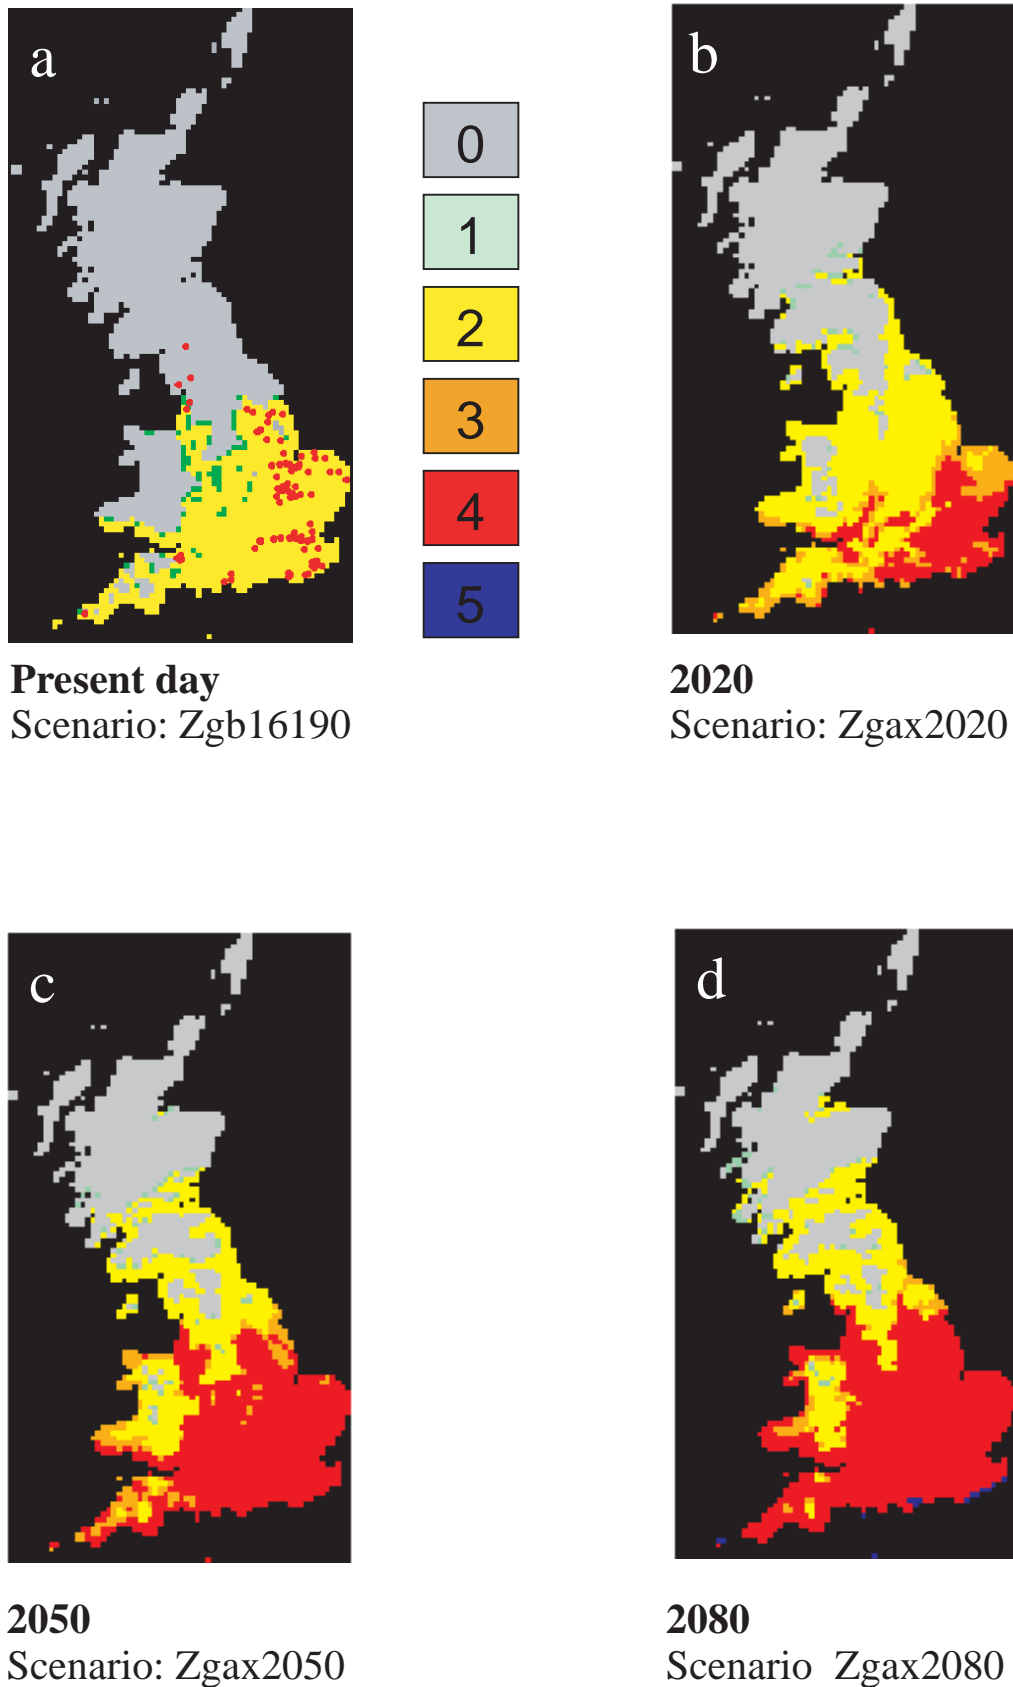 a
b
0
1
2
3
4
5
Present day
Scenario: Zgb16190
2020
Scenario: Zgax2020
c
d
2050
Scenario: Zgax2050
2080
Scenario Zgax2080